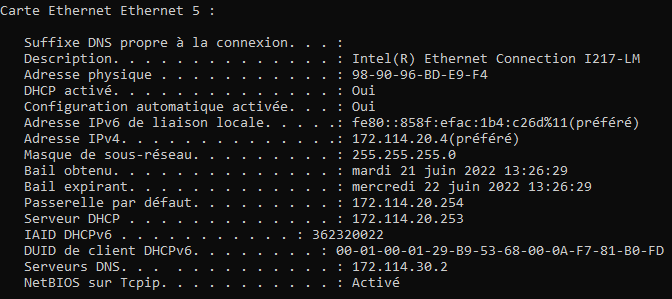 Carte Ethernet Ethernet 5 :
Suffixe DNS propre à la connexion. . . :
Description. . . . . . . . . . . . . . : Intel(R) Ethernet Connection I217-LM
Adresse physique . . . . . . . . . . . : 98-90-96-BD-E9-F4
DHCP activé. . . . . . . . . . . . . . : Oui
Configuration automatique activée. . . : Oui
Adresse IPv6 de liaison locale. . . . .: fe80::858f:efac:1b4:c26d%11(préféré)
Adresse IPv4. . . . . . . . . . . . . .: 172.114.20.4(préféré)
Masque de sous-réseau. . . . . . . . . : 255.255.255.0
Bail obtenu. . . . . . . . . . . . . . : mardi 21 juin 2022 13:26:29
Bail expirant. . . . . . . . . . . . . : mercredi 22 juin 2022 13:26:29
Passerelle par défaut. . . . . . . . . : 172.114.20.254
Serveur DHCP . . . . . . . . . . . . . : 172.114.20.253
IAID DHCPv6 . . . . . . . . . . . : 362320022
DUID de client DHCPv6. . . . . . . . : 00-01-00-01-29-B9-53-68-00-0A-F7-81-B0-FD
Serveurs DNS. . . . . . . . . . . . . : 172.114.30.2
NetBIOS sur Tcpip. . . . . . . . . . . : Activé